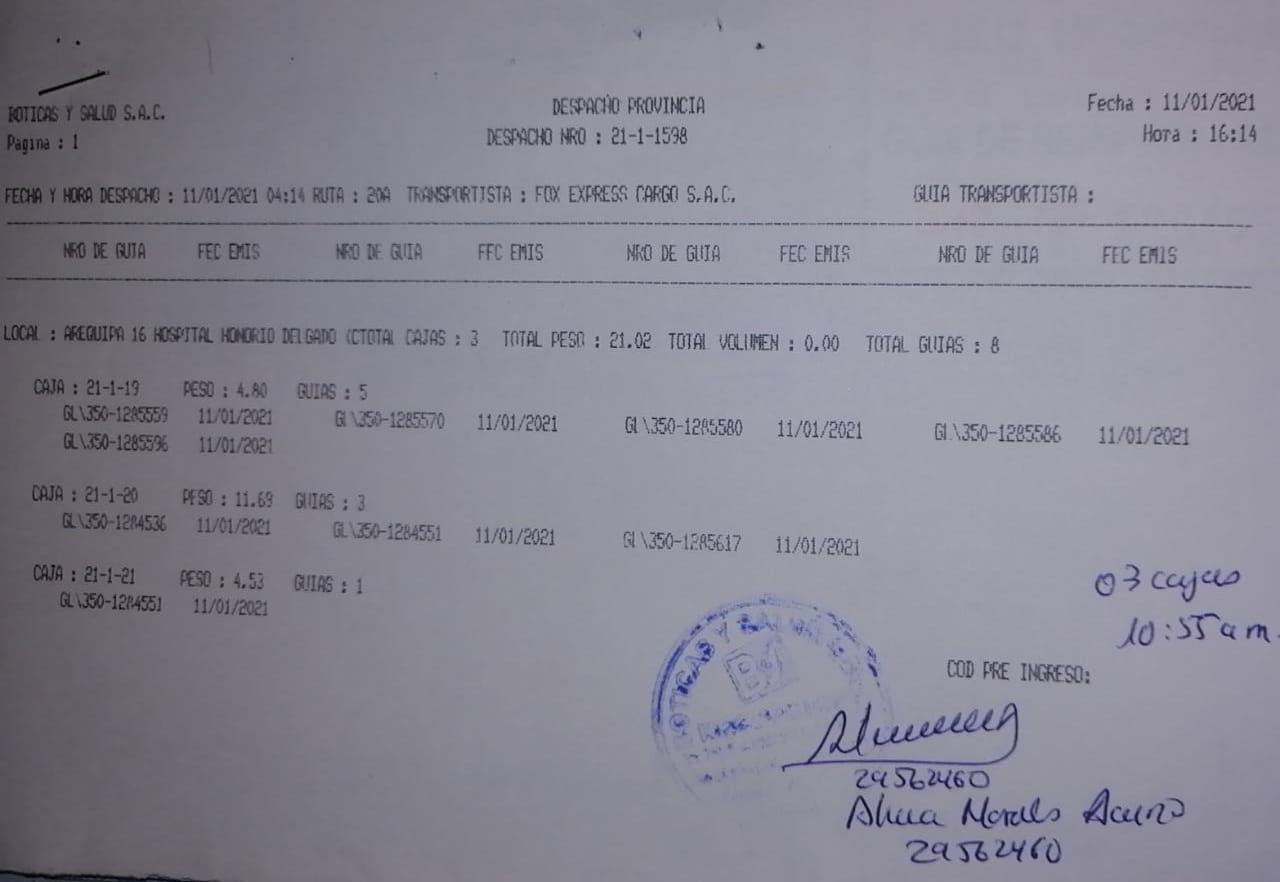 BOTICAS Y SALUD S.A.C. DESPACHO PROVINCIA Fecha : 11/01/2021
Pagina : 1 DESPACHO NRO : 21-1-1598 Hora : 16:14
FECHA Y HORA DESPACHO : 11/01/2021 04:14 RUTA : 20A TRANSPORTISTA : FOX EXPRESS CARGO S.A.C. GUIA TRANSPORTISTA :
NRO DE GUIA FEC EMIS NRO DE GUIA FEC EMIS NRO DE GUIA FEC EMIS NRO DE GUIA FEC EMIS
LOCAL : AREQUIPA 16 HOSPITAL HONORIO DELGADO (CTOTAL CAJAS : 3 TOTAL PESO : 21.02 TOTAL VOLUMEN : 0.00 TOTAL GUIAS : 8
CAJA : 21-1-19 PESO : 4.80 GUIAS : 5
GL\350-1285559 11/01/2021 GL\350-1285570 11/01/2021 GL\350-1285580 11/01/2021 GL\350-1285586 11/01/2021
GL\350-1285596 11/01/2021
CAJA : 21-1-20 PESO : 11.69 GUIAS : 3
GL\350-1284536 11/01/2021 GL\350-1284551 11/01/2021 GL\350-1285617 11/01/2021
CAJA : 21-1-21 PESO : 4.53 GUIAS : 1
GL\350-1284551 11/01/2021
03 cajas
10:55 am.
COD PRE INGRESO:
BOTICAS Y SALUD
29562460
Morales
29562460